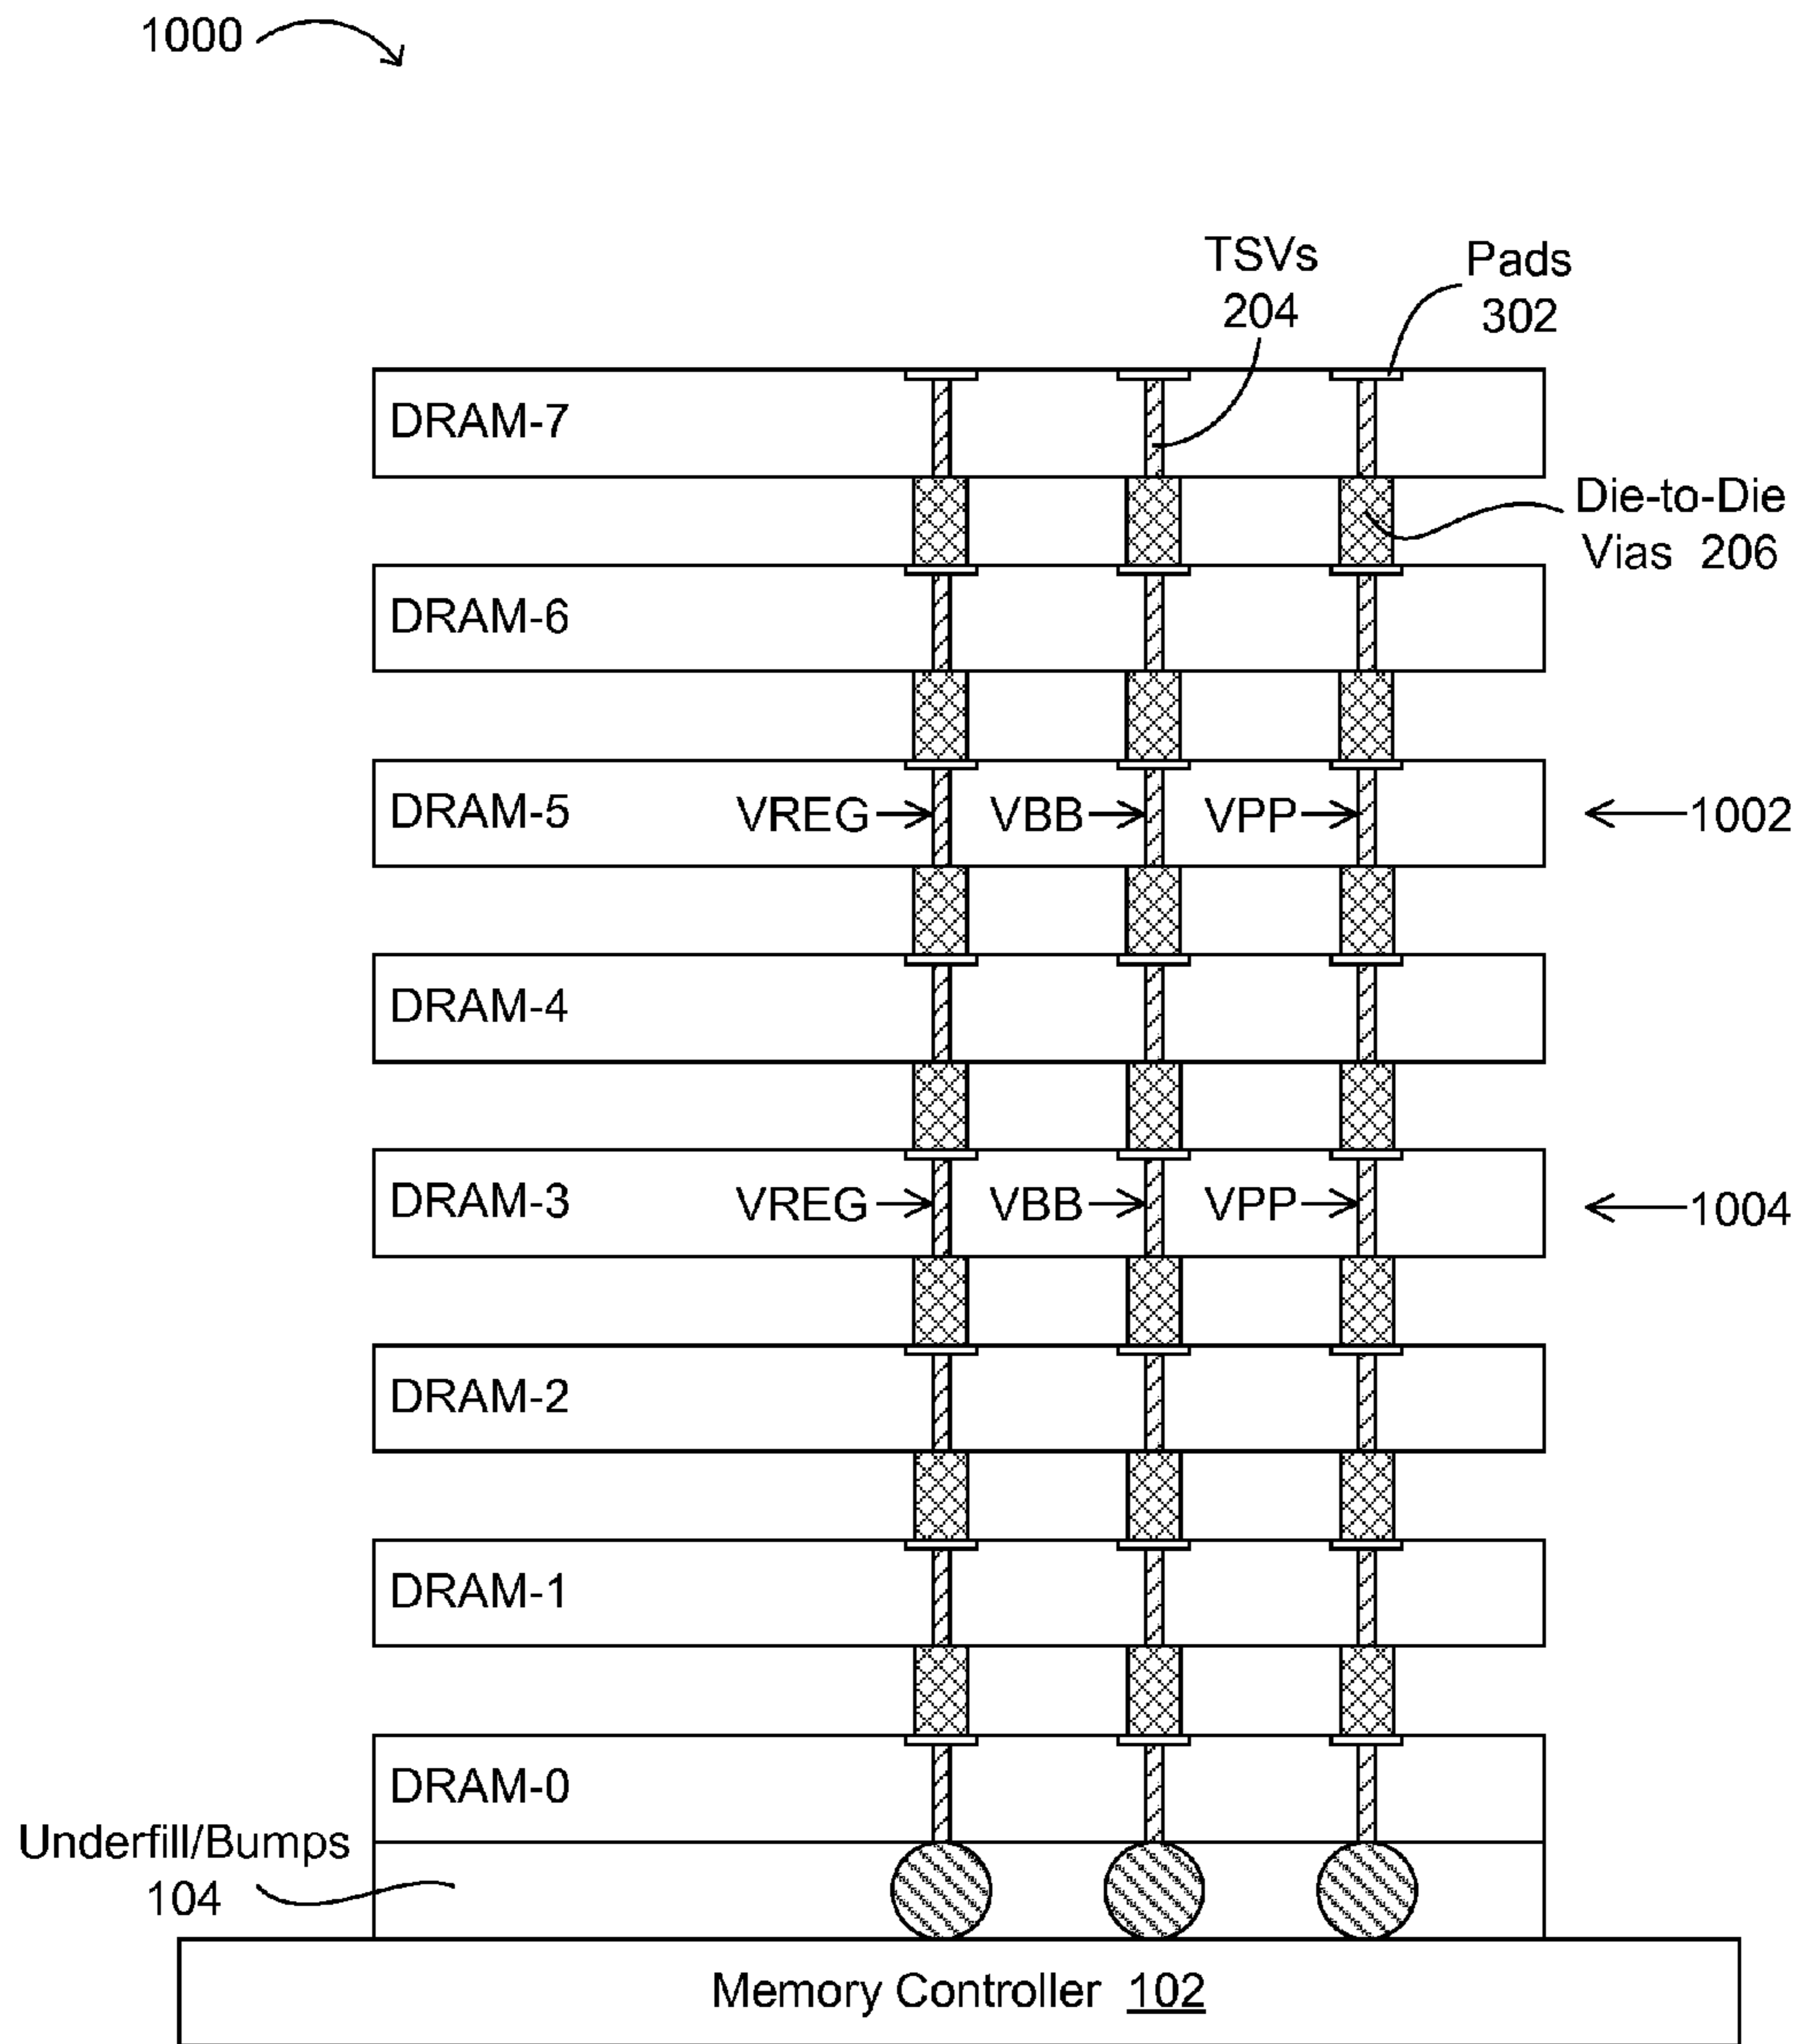 1000
TSVs
204
Pads
302
DRAM-7
Die-to-Die
Vias 206
DRAM-6
DRAM-5 VREG VBB VPP 1002
DRAM-4
DRAM-3 VREG VBB VPP 1004
DRAM-2
DRAM-1
DRAM-0
Underfill/Bumps
104
Memory Controller 102